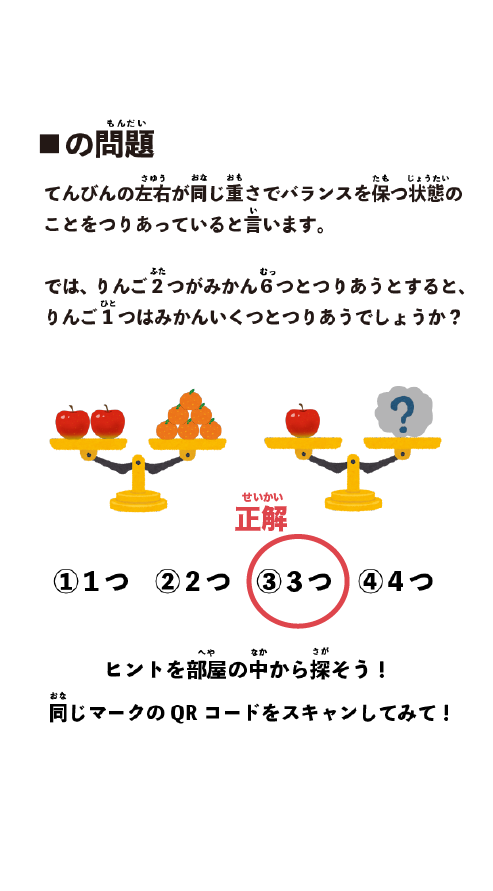 ■の問題
てんびんの左右が同じ重さでバランスを保つ状態の
ことをつりあっていると言います。
では、りんご２つがみかん６つとつりあうとすると、
りんご１つはみかんいくつとつりあうでしょうか？
?
正解
①１つ ②２つ ③３つ ④４つ
ヒントを部屋の中から探そう！
同じマークのQRコードをスキャンしてみて！